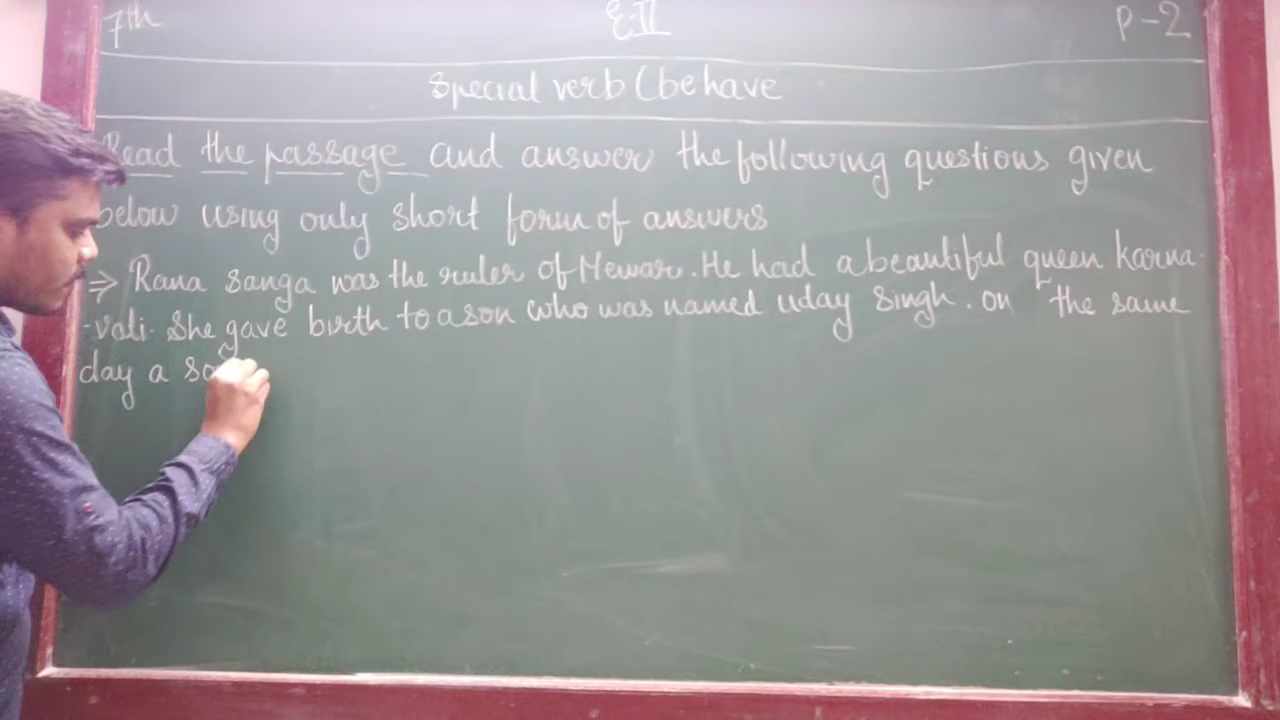 7th E-II P-2
Special verb (be have
Read the passage and answer the following questions given
below using only short form of answers
⇒ Rana Sanga was the ruler of Mewar. He had a beautiful queen karna-
-vati. She gave birth to a son who was named uday Singh. on the same
day a